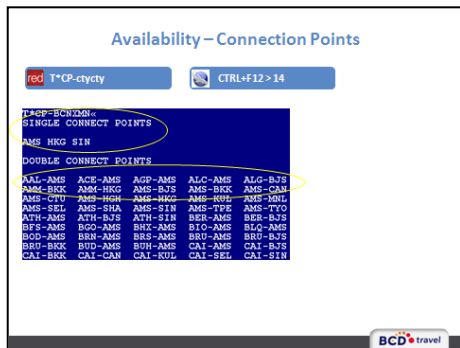 Availability – Connection Points
red T*CP-ctycty
CTRL+F12 > 14
T*CP-BCNXMN«
SINGLE CONNECT POINTS
AMS HKG SIN
DOUBLE CONNECT POINTS
AAL-AMS ACE-AMS AGP-AMS ALC-AMS ALG-BJS
AMM-BKK AMM-HKG AMS-BJS AMS-BKK AMS-CAN
AMS-CTU AMS-HGH AMS-HKG AMS-KUL AMS-MNL
AMS-SEL AMS-SHA AMS-SIN AMS-TPE AMS-TYO
ATH-AMS ATH-BJS ATH-SIN BER-AMS BER-BJS
BFS-AMS BGO-AMS BHX-AMS BIO-AMS BLQ-AMS
BOD-AMS BRN-AMS BRS-AMS BRU-AMS BRU-BJS
BRU-BKK BUD-AMS BUH-AMS CAI-AMS CAI-BJS
CAI-BKK CAI-CAN CAI-KUL CAI-SEL CAI-SIN
BCD travel